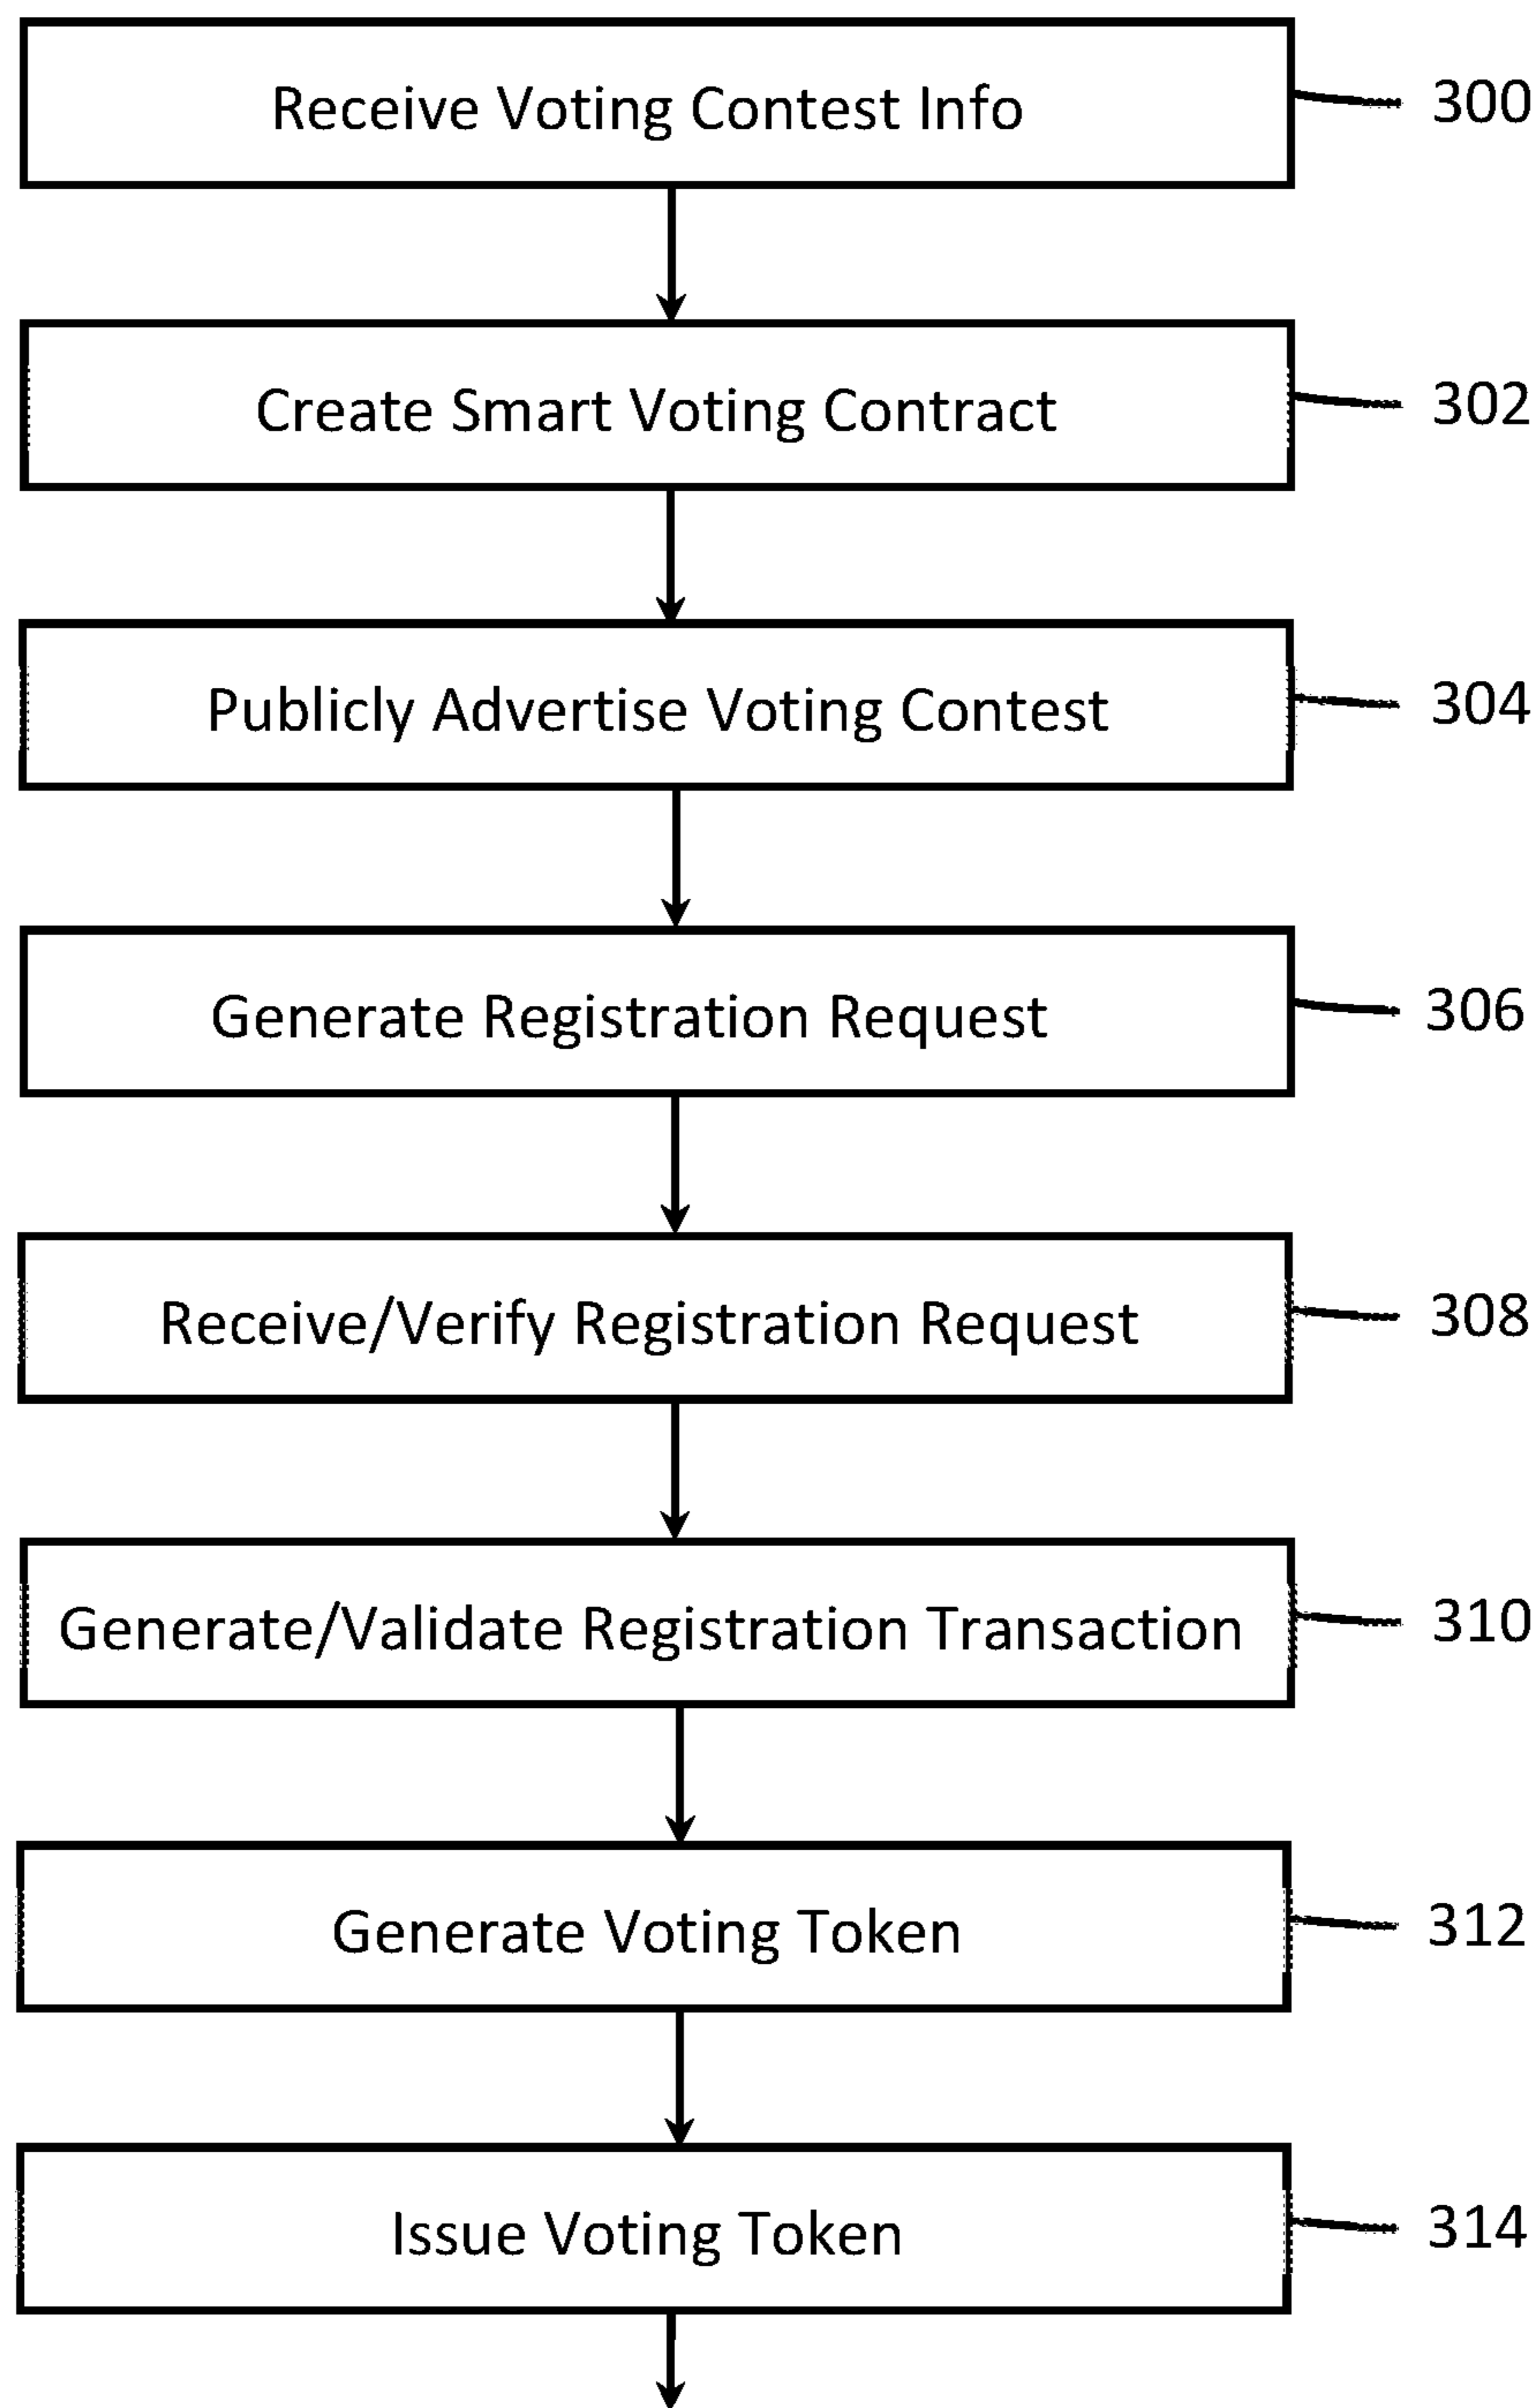 Receive Voting Contest Info 300
Create Smart Voting Contract 302
Publicly Advertise Voting Contest 304
Generate Registration Request 306
Receive/Verify Registration Request 308
Generate/Validate Registration Transaction 310
Generate Voting Token 312
Issue Voting Token 314